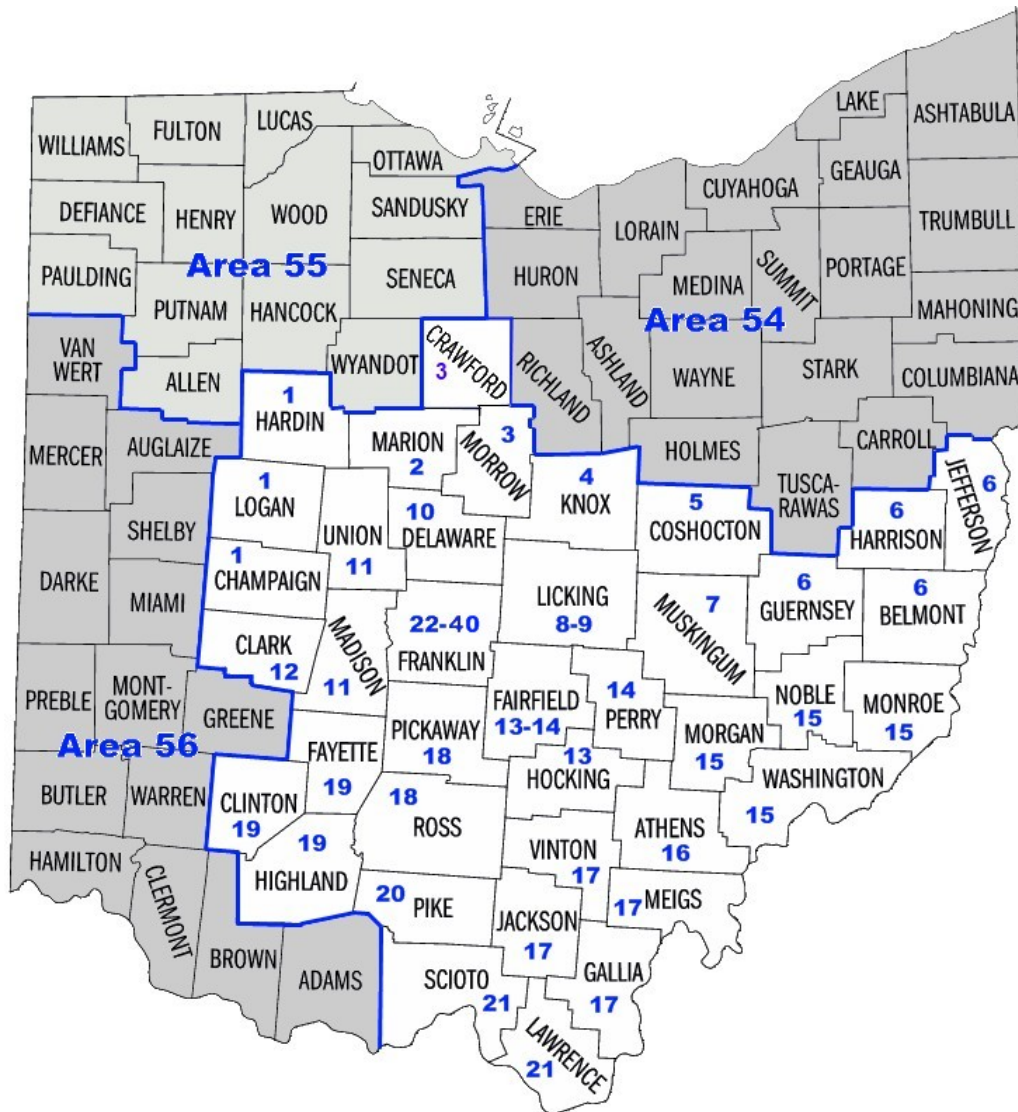 LAKE
ASHTABULA
LUCAS
FULTON
WILLIAMS
OTTAWA
GEAUGA
CUYAHOGA
DEFIANCE
HENRY
WOOD
SANDUSKY
ERIE
LORAIN
TRUMBULL
Area 55
PAULDING
SENECA
HURON
MEDINA
SUMMIT
PORTAGE
PUTNAM
HANCOCK
MAHONING
Area 54
VAN
WERT
WYANDOT
CRAWFORD
3
RICHLAND
ASHLAND
WAYNE
STARK
COLUMBIANA
ALLEN
1
HARDIN
MARION
2
3
MORROW
HOLMES
CARROLL
MERCER
AUGLAIZE
TUSCA-
RAWAS
JEFFERSON
6
1
LOGAN
4
KNOX
5
COSHOCTON
6
HARRISON
SHELBY
UNION
11
10
DELAWARE
DARKE
1
CHAMPAIGN
MIAMI
LICKING
8-9
7
MUSKINGUM
6
GUERNSEY
6
BELMONT
CLARK
12
MADISON
11
22-40
FRANKLIN
PREBLE
MONT-
GOMERY
GREENE
FAIRFIELD
13-14
14
PERRY
NOBLE
15
MONROE
15
Area 56
FAYETTE
19
PICKAWAY
18
MORGAN
15
13
HOCKING
WASHINGTON
15
BUTLER
WARREN
CLINTON
19
18
ROSS
ATHENS
16
HAMILTON
CLERMONT
19
HIGHLAND
VINTON
17
20
PIKE
JACKSON
17
17
MEIGS
BROWN
ADAMS
SCIOTO
21
GALLIA
17
LAWRENCE
21